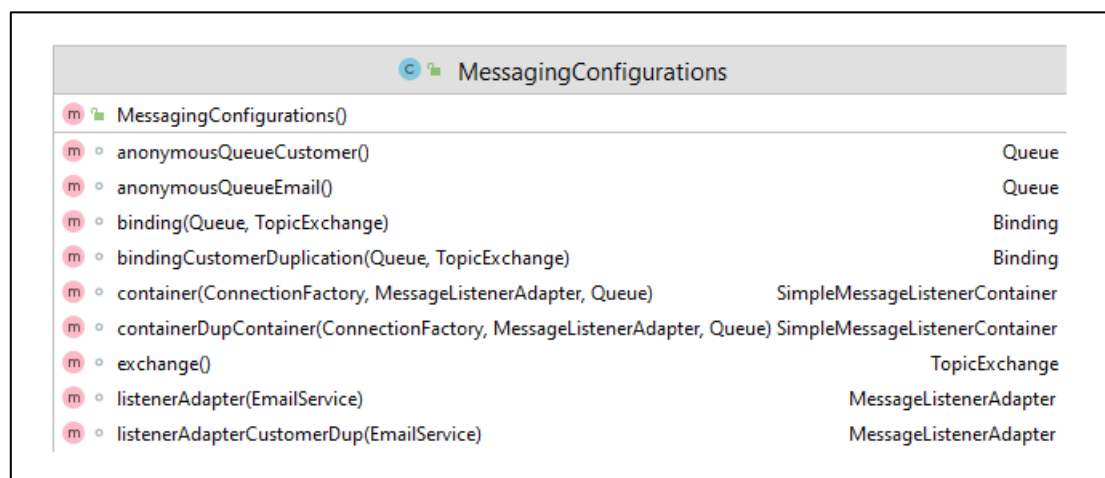 C MessagingConfigurations
m MessagingConfigurations()
m anonymousQueueCustomer() Queue
m anonymousQueueEmail() Queue
m binding(Queue, TopicExchange) Binding
m bindingCustomerDuplication(Queue, TopicExchange) Binding
m container(ConnectionFactory, MessageListenerAdapter, Queue) SimpleMessageListenerContainer
m containerDupContainer(ConnectionFactory, MessageListenerAdapter, Queue) SimpleMessageListenerContainer
m exchange() TopicExchange
m listenerAdapter(EmailService) MessageListenerAdapter
m listenerAdapterCustomerDup(EmailService) MessageListenerAdapter